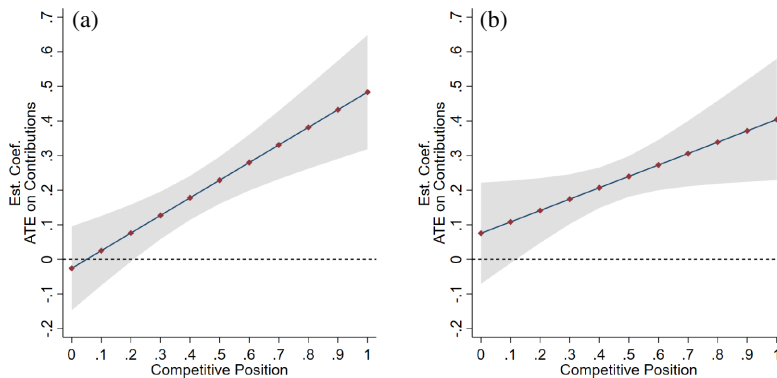 (a)
Est. Coef.
ATE on Contributions
.7
.6
.5
.4
.3
.2
.1
0
-.1
-.2
0 .1 .2 .3 .4 .5 .6 .7 .8 .9 1
Competitive Position
(b)
Est. Coef.
ATE on Contributions
.7
.6
.5
.4
.3
.2
.1
0
-.1
-.2
0 .1 .2 .3 .4 .5 .6 .7 .8 .9 1
Competitive Position